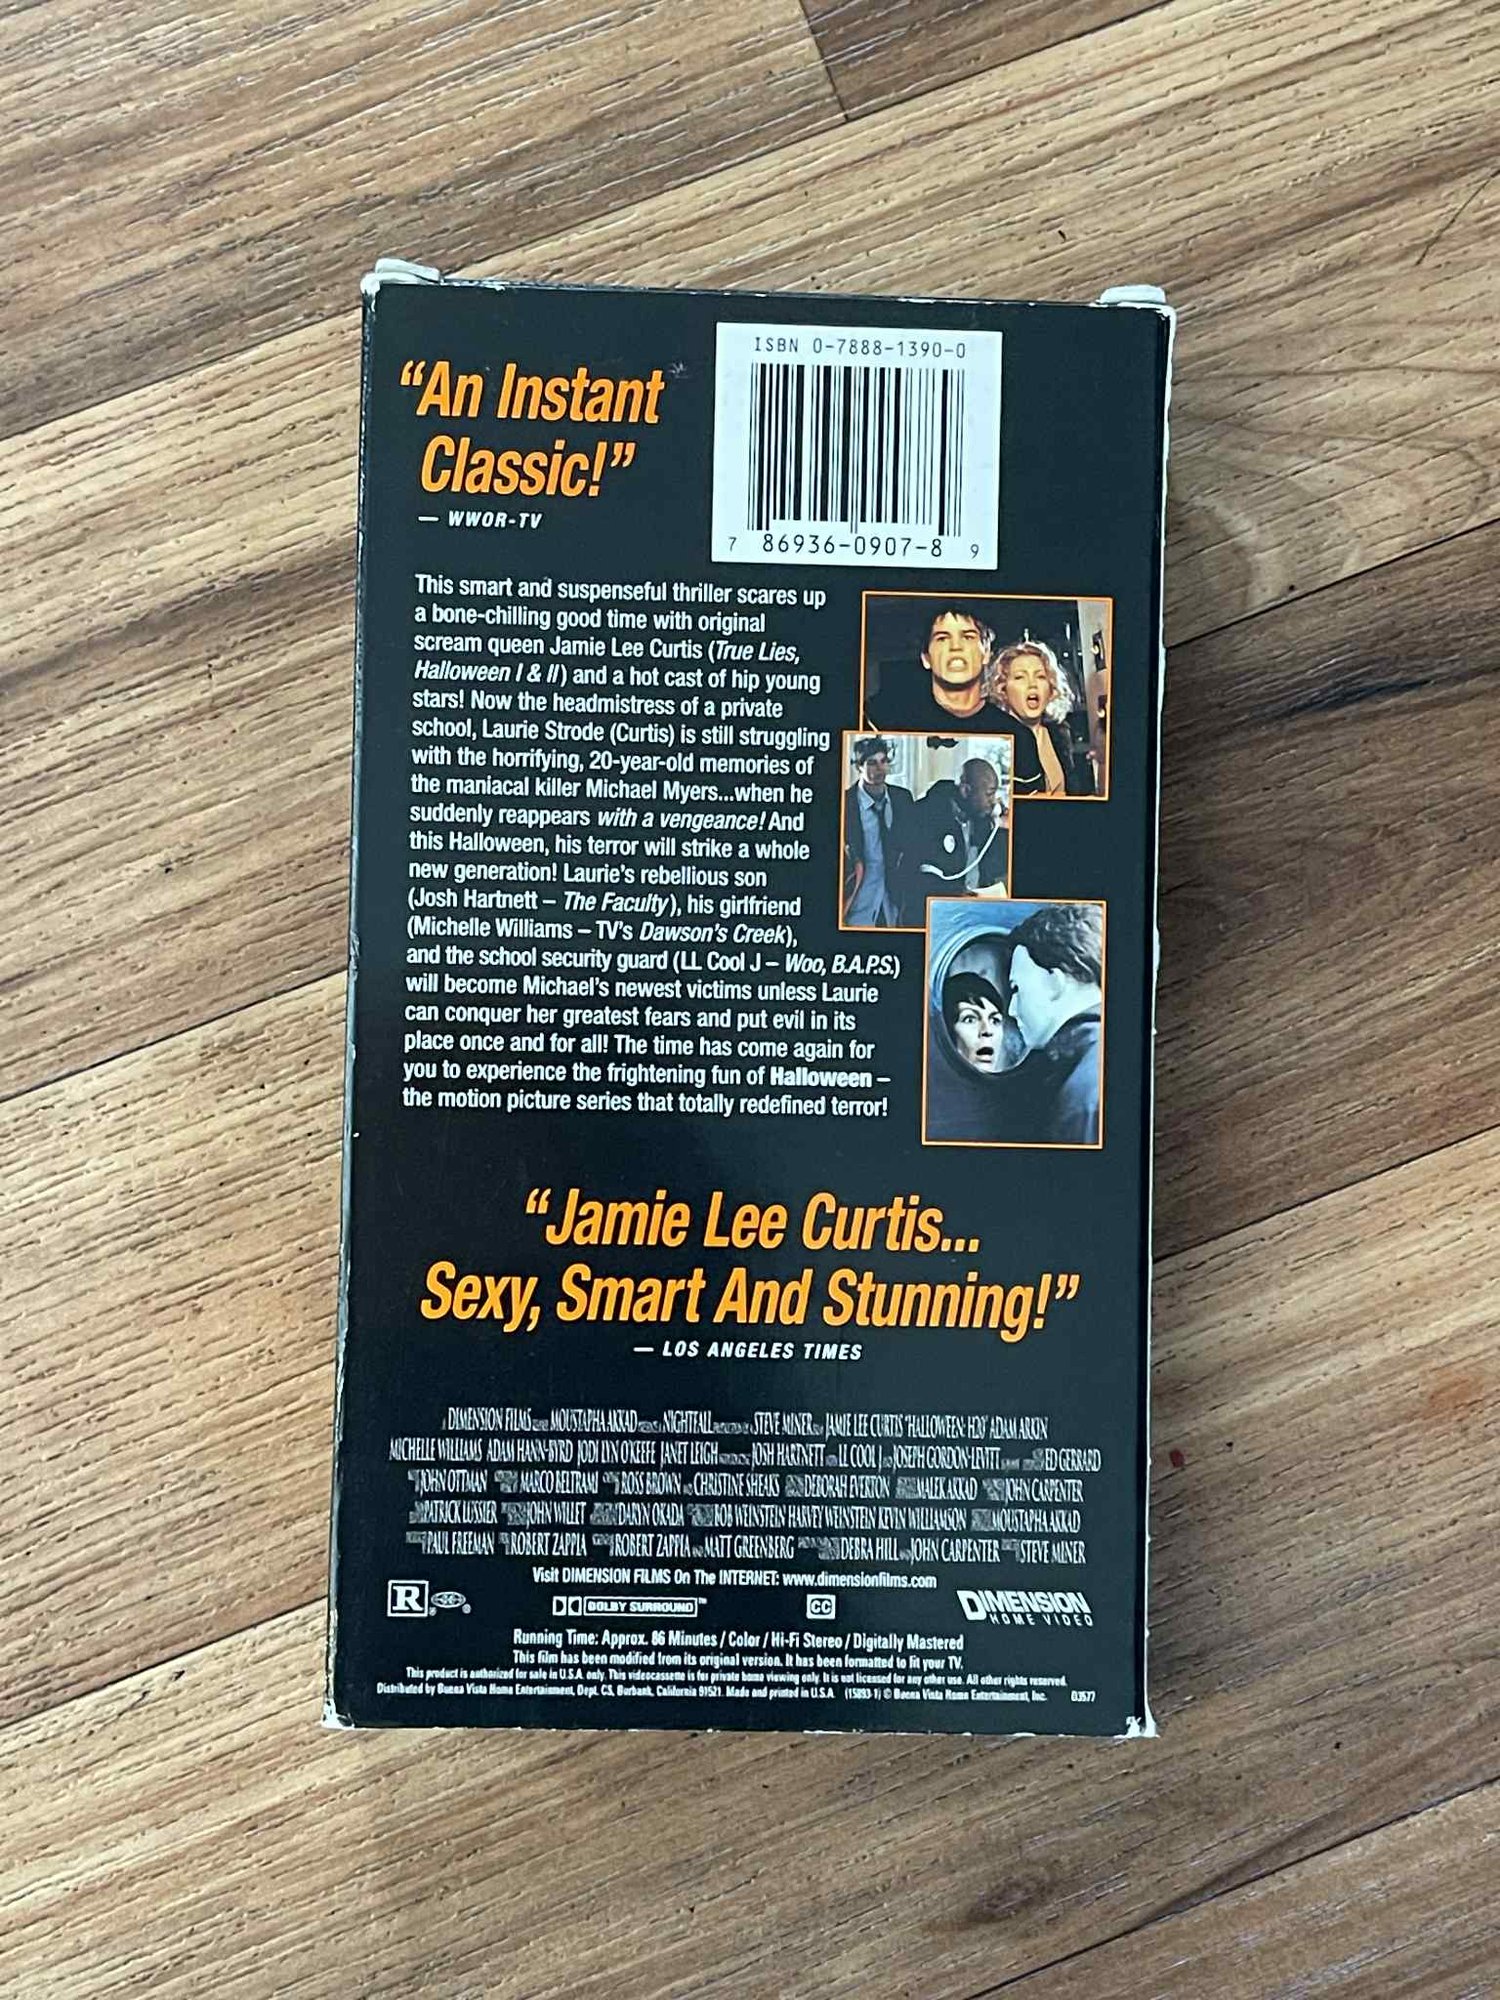 "An Instant
Classic!"
— WWOR-TV
ISBN 0-7888-1390-0
7 86936-0907-8 9
This smart and suspenseful thriller scares up
a bone-chilling good time with original
scream queen Jamie Lee Curtis (True Lies,
Halloween I & II) and a hot cast of hip young
stars! Now the headmistress of a private
school, Laurie Strode (Curtis) is still struggling
with the horrifying, 20-year-old memories of
the maniacal killer Michael Myers...when he
suddenly reappears with a vengeance! And
this Halloween, his terror will strike a whole
new generation! Laurie's rebellious son
(Josh Hartnett – The Faculty), his girlfriend
(Michelle Williams – TV's Dawson's Creek),
and the school security guard (LL Cool J – Woo, B.A.P.S.)
will become Michael's newest victims unless Laurie
can conquer her greatest fears and put evil in its
place once and for all! The time has come again for
you to experience the frightening fun of Halloween –
the motion picture series that totally redefined terror!
"Jamie Lee Curtis...
Sexy, Smart And Stunning!"
— LOS ANGELES TIMES
DIMENSION FILMS MOUSTAPHA AKKAD NIGHTFALL STEVE MINER JAMIE LEE CURTIS "HALLOWEEN: H20" ADAM ARKIN
MICHELLE WILLIAMS ADAM HANN-BYRD JODI LYN O'KEEFE JANET LEIGH JOSH HARTNETT LL COOL J JOSEPH GORDON-LEVITT ED GERRARD
JOHN OTTMAN MARCO BELTRAMI ROSS BROWN CHRISTINE SHEAKS DEBORAH EVERTON MALEK AKKAD JOHN CARPENTER
PATRICK LUSSIER JOHN WILLET DARYN OKADA BOB WEINSTEIN HARVEY WEINSTEIN KEVIN WILLIAMSON MOUSTAPHA AKKAD
PAUL FREEMAN ROBERT ZAPPIA ROBERT ZAPPIA MATT GREENBERG DEBRA HILL JOHN CARPENTER STEVE MINER
Visit DIMENSION FILMS On The INTERNET: www.dimensionfilms.com
R
DOLBY SURROUND™
CC
DIMENSION
HOME VIDEO
Running Time: Approx. 86 Minutes / Color / Hi-Fi Stereo / Digitally Mastered
This film has been modified from its original version. It has been formatted to fit your TV.
This product is authorized for sale in U.S.A. only. This videocassette is for private home viewing only. It is not licensed for any other use. All other rights reserved.
Distributed by Buena Vista Home Entertainment, Dept. CS, Burbank, California 91521. Made and printed in U.S.A. (15893-1) © Buena Vista Home Entertainment, Inc. 03577